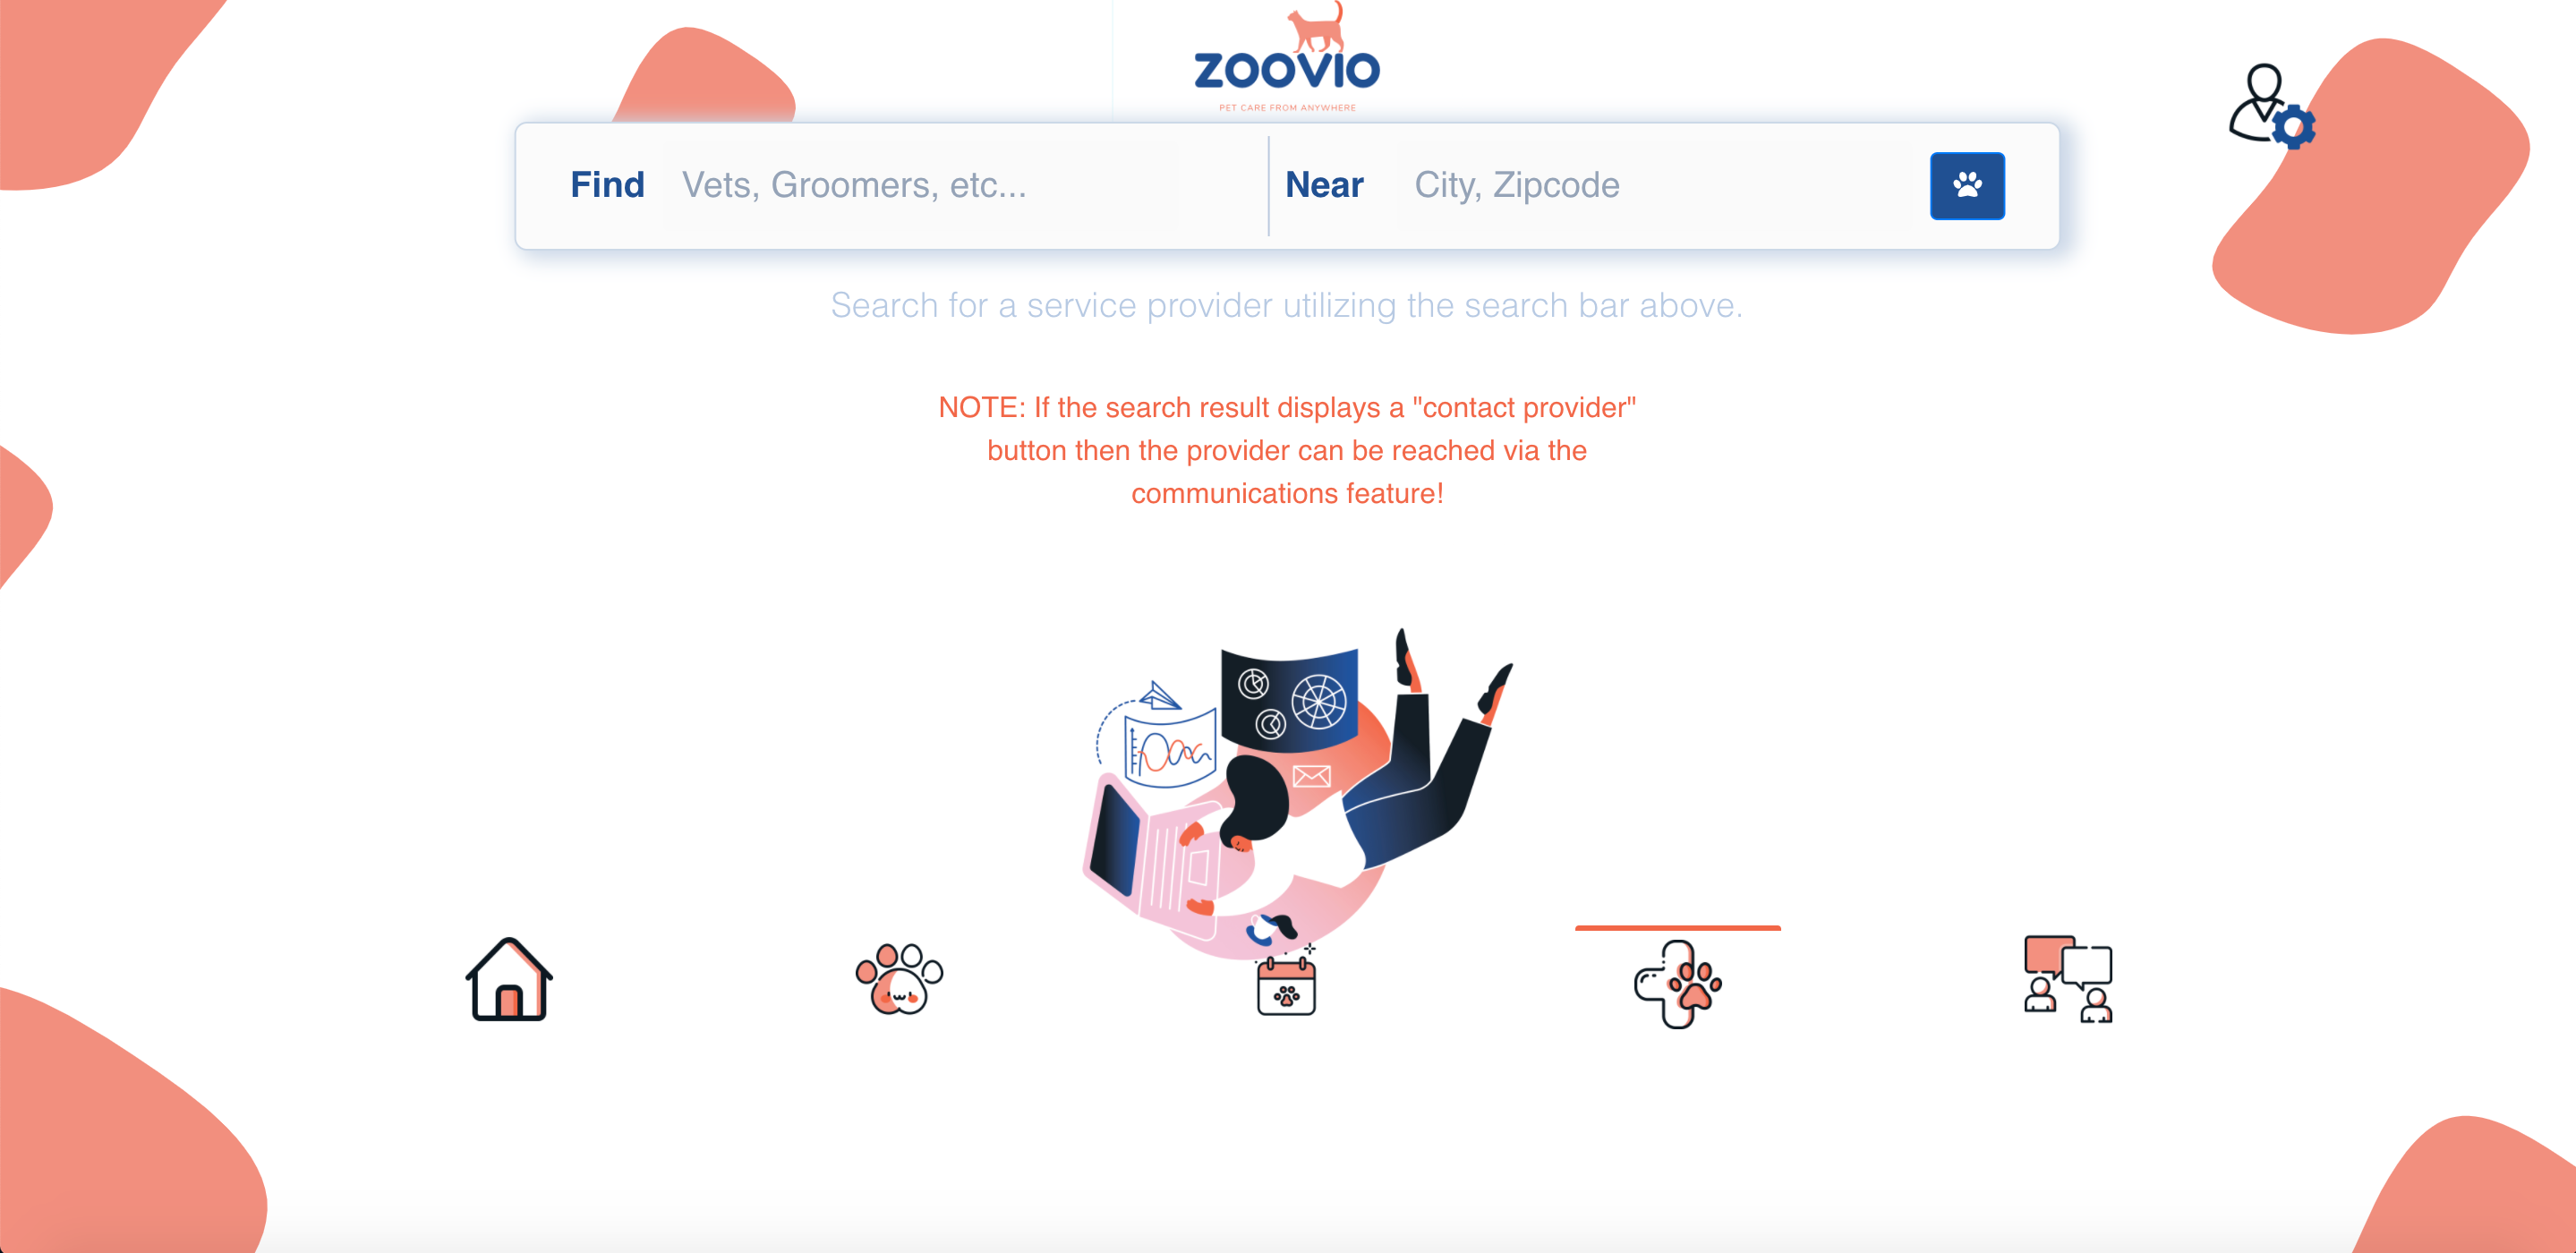 ZOOVIO
PET CARE FROM ANYWHERE
Find Vets, Groomers, etc... Near City, Zipcode
Search for a service provider utilizing the search bar above.
NOTE: If the search result displays a "contact provider"
button then the provider can be reached via the
communications feature!